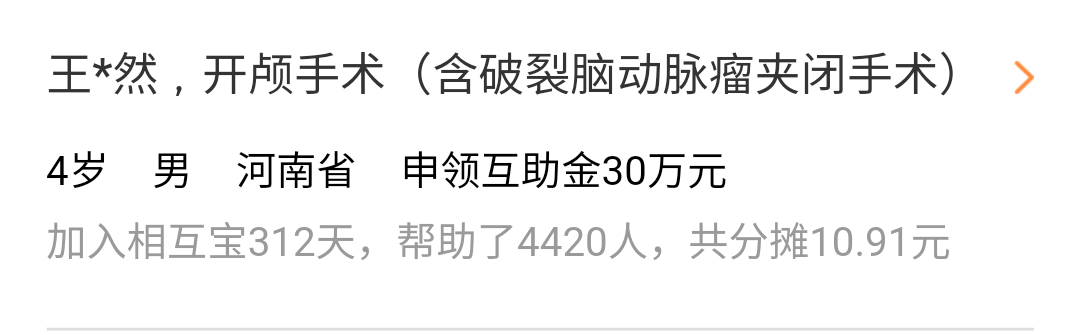 王*然，开颅手术（含破裂脑动脉瘤夹闭手术）
4岁 男 河南省 申领互助金30万元
加入相互宝312天，帮助了4420人，共分摊10.91元